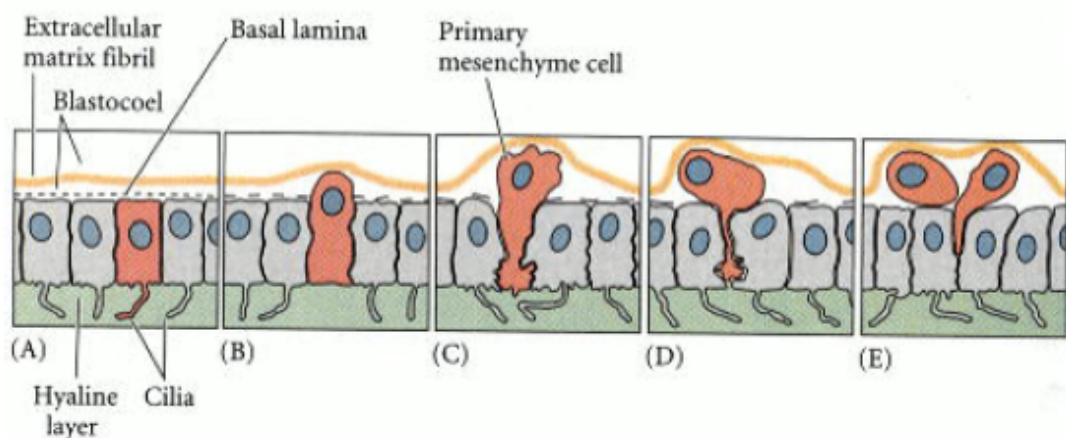 Extracellular
matrix fibril
Basal lamina
Blastocoel
Primary
mesenchyme cell
(A)
(B)
(C)
(D)
(E)
Hyaline
layer
Cilia